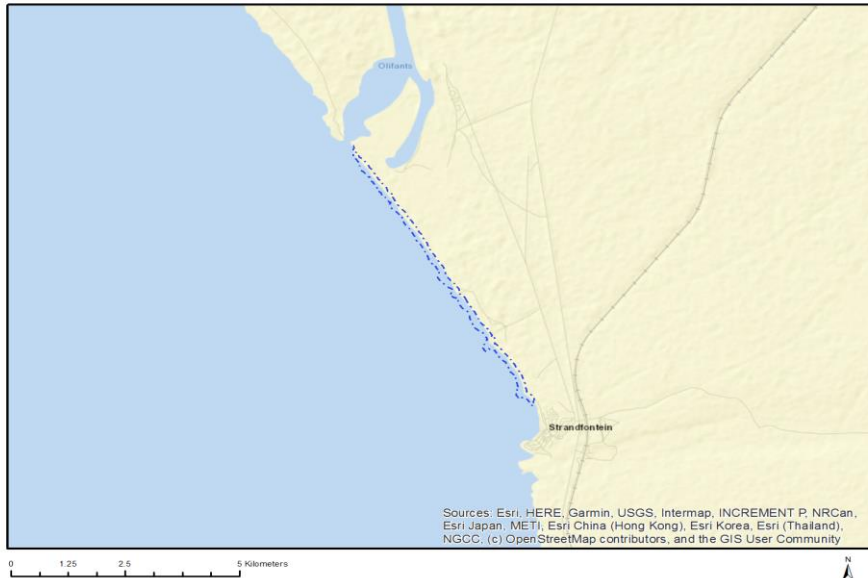 Olifants
Strandfontein
Sources: Esri, HERE, Garmin, USGS, Intermap, INCREMENT P, NRCan,
Esri Japan, METI, Esri China (Hong Kong), Esri Korea, Esri (Thailand),
NGCC, (c) OpenStreetMap contributors, and the GIS User Community
0 1.25 2.5 5 Kilometers
N